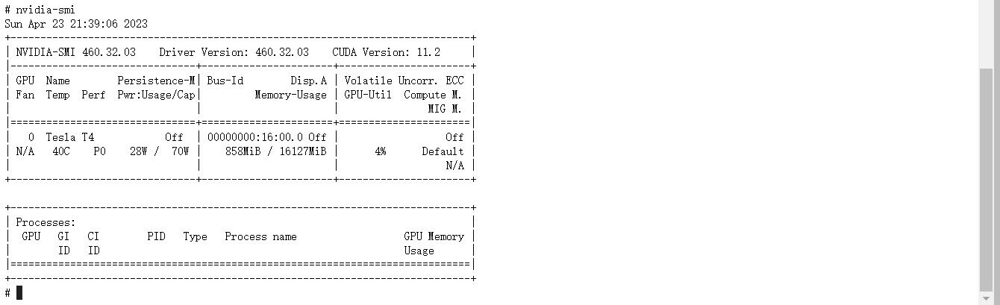 # nvidia-smi
Sun Apr 23 21:39:06 2023
+-----------------------------------------------------------------------------+
| NVIDIA-SMI 460.32.03    Driver Version: 460.32.03    CUDA Version: 11.2     |
|-------------------------------+----------------------+----------------------+
| GPU  Name        Persistence-M| Bus-Id        Disp.A | Volatile Uncorr. ECC |
| Fan  Temp  Perf  Pwr:Usage/Cap|         Memory-Usage | GPU-Util  Compute M. |
|                               |                      |               MIG M. |
|===============================+======================+======================|
|   0  Tesla T4            Off  | 00000000:16:00.0 Off |                  Off |
| N/A   40C    P0    28W /  70W |    858MiB / 16127MiB |      4%      Default |
|                               |                      |                  N/A |
+-------------------------------+----------------------+----------------------+

+-----------------------------------------------------------------------------+
| Processes:                                                                  |
|  GPU   GI   CI        PID   Type   Process name                  GPU Memory |
|        ID   ID                                                   Usage      |
|=============================================================================|
+-----------------------------------------------------------------------------+
#